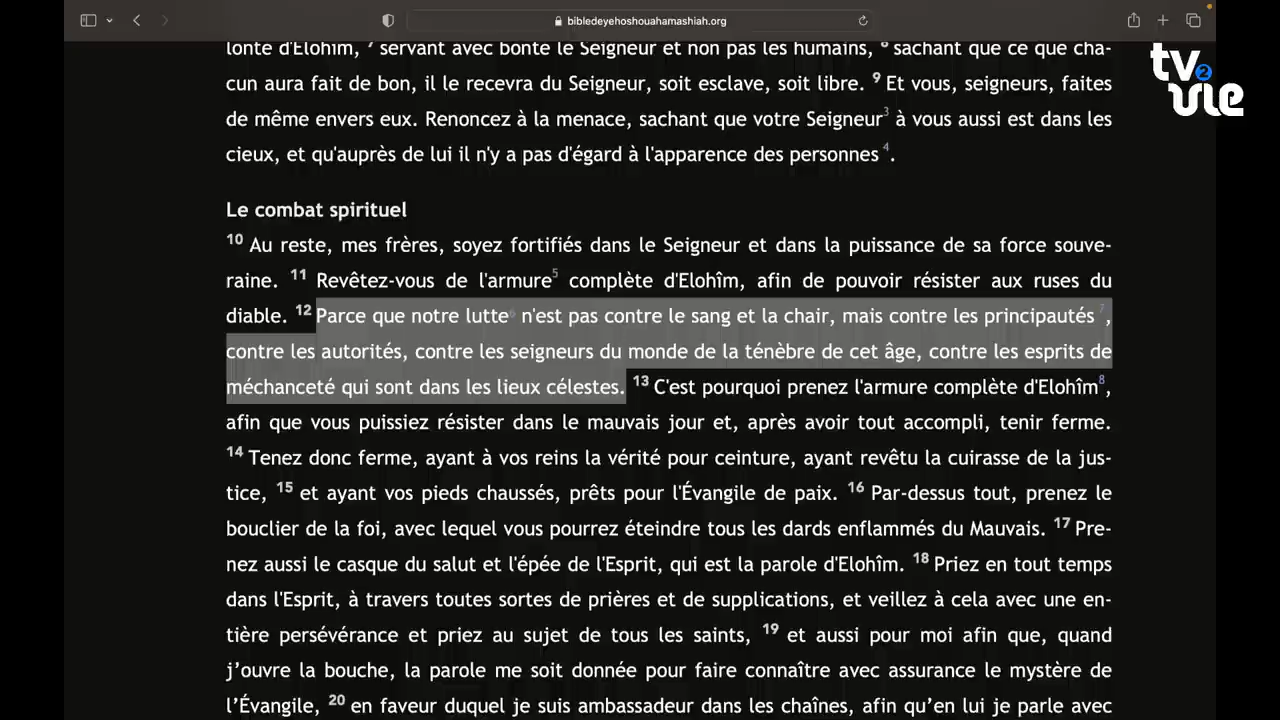 bibledeyehoshouahamashiah.org
tv2vie
lonté d'Elohîm, 7 servant avec bonté le Seigneur et non pas les humains, 8 sachant que ce que cha-
cun aura fait de bon, il le recevra du Seigneur, soit esclave, soit libre. 9 Et vous, seigneurs, faites
de même envers eux. Renoncez à la menace, sachant que votre Seigneur3 à vous aussi est dans les
cieux, et qu'auprès de lui il n'y a pas d'égard à l'apparence des personnes 4.
Le combat spirituel
10 Au reste, mes frères, soyez fortifiés dans le Seigneur et dans la puissance de sa force souve-
raine. 11 Revêtez-vous de l'armure5 complète d'Elohîm, afin de pouvoir résister aux ruses du
diable. 12 Parce que notre lutte6 n'est pas contre le sang et la chair, mais contre les principautés 7,
contre les autorités, contre les seigneurs du monde de la ténèbre de cet âge, contre les esprits de
méchanceté qui sont dans les lieux célestes. 13 C'est pourquoi prenez l'armure complète d'Elohîm8,
afin que vous puissiez résister dans le mauvais jour et, après avoir tout accompli, tenir ferme.
14 Tenez donc ferme, ayant à vos reins la vérité pour ceinture, ayant revêtu la cuirasse de la jus-
tice, 15 et ayant vos pieds chaussés, prêts pour l'Évangile de paix. 16 Par-dessus tout, prenez le
bouclier de la foi, avec lequel vous pourrez éteindre tous les dards enflammés du Mauvais. 17 Pre-
nez aussi le casque du salut et l'épée de l'Esprit, qui est la parole d'Elohîm. 18 Priez en tout temps
dans l'Esprit, à travers toutes sortes de prières et de supplications, et veillez à cela avec une en-
tière persévérance et priez au sujet de tous les saints, 19 et aussi pour moi afin que, quand
j’ouvre la bouche, la parole me soit donnée pour faire connaître avec assurance le mystère de
l’Évangile, 20 en faveur duquel je suis ambassadeur dans les chaînes, afin qu’en lui je parle avec